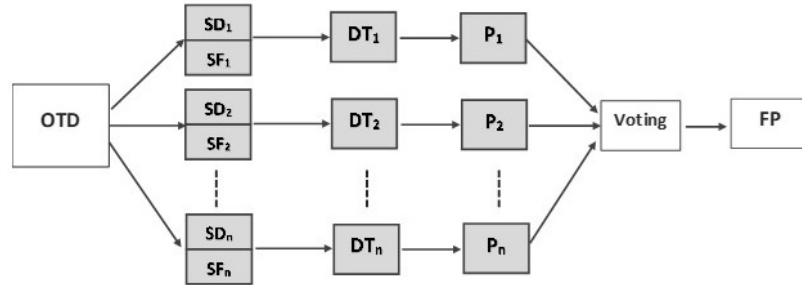 SD₁
SF₁
DT₁
P₁
OTD
SD₂
SF₂
DT₂
P₂
Voting
FP
SDₙ
SFₙ
DTₙ
Pₙ